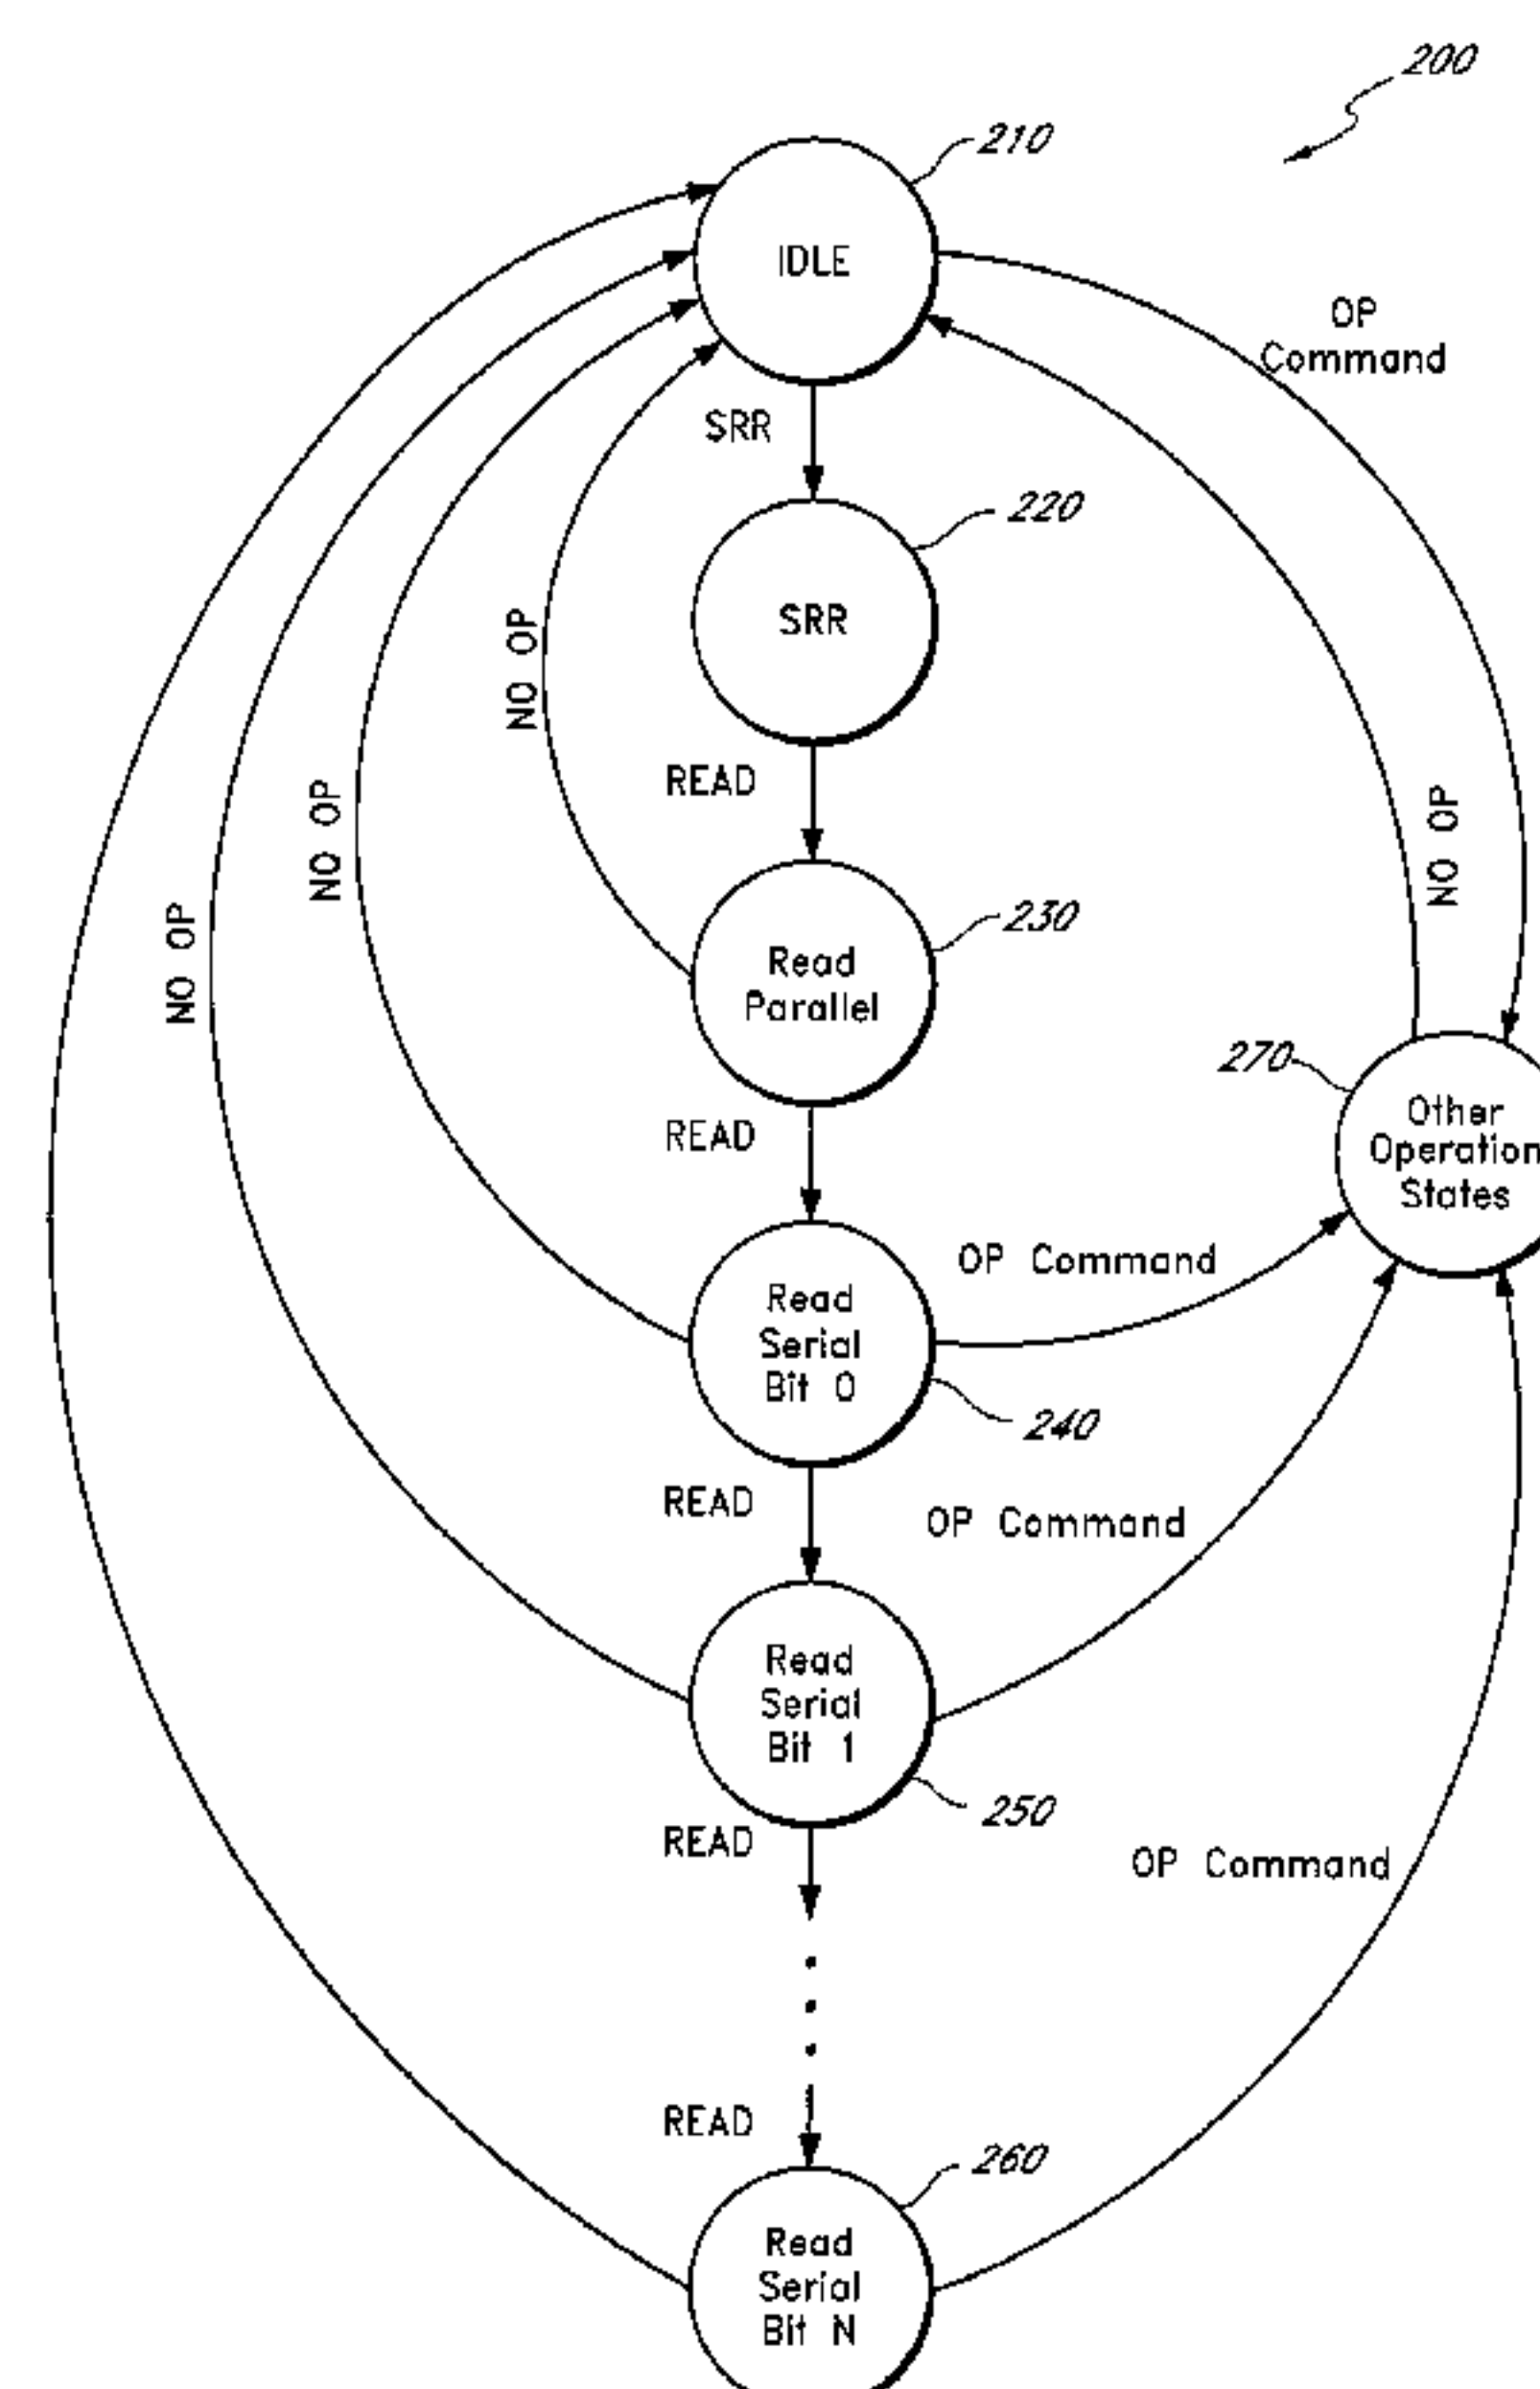 200
210
IDLE
OP
Command
SRR
220
SRR
NO OP
READ
NO OP
NO OP
NO OP
230
Read
Parallel
270
Other
Operation
States
READ
OP Command
Read
Serial
Bit 0
240
READ
OP Command
Read
Serial
Bit 1
250
READ
OP Command
READ
260
Read
Serial
Bit N